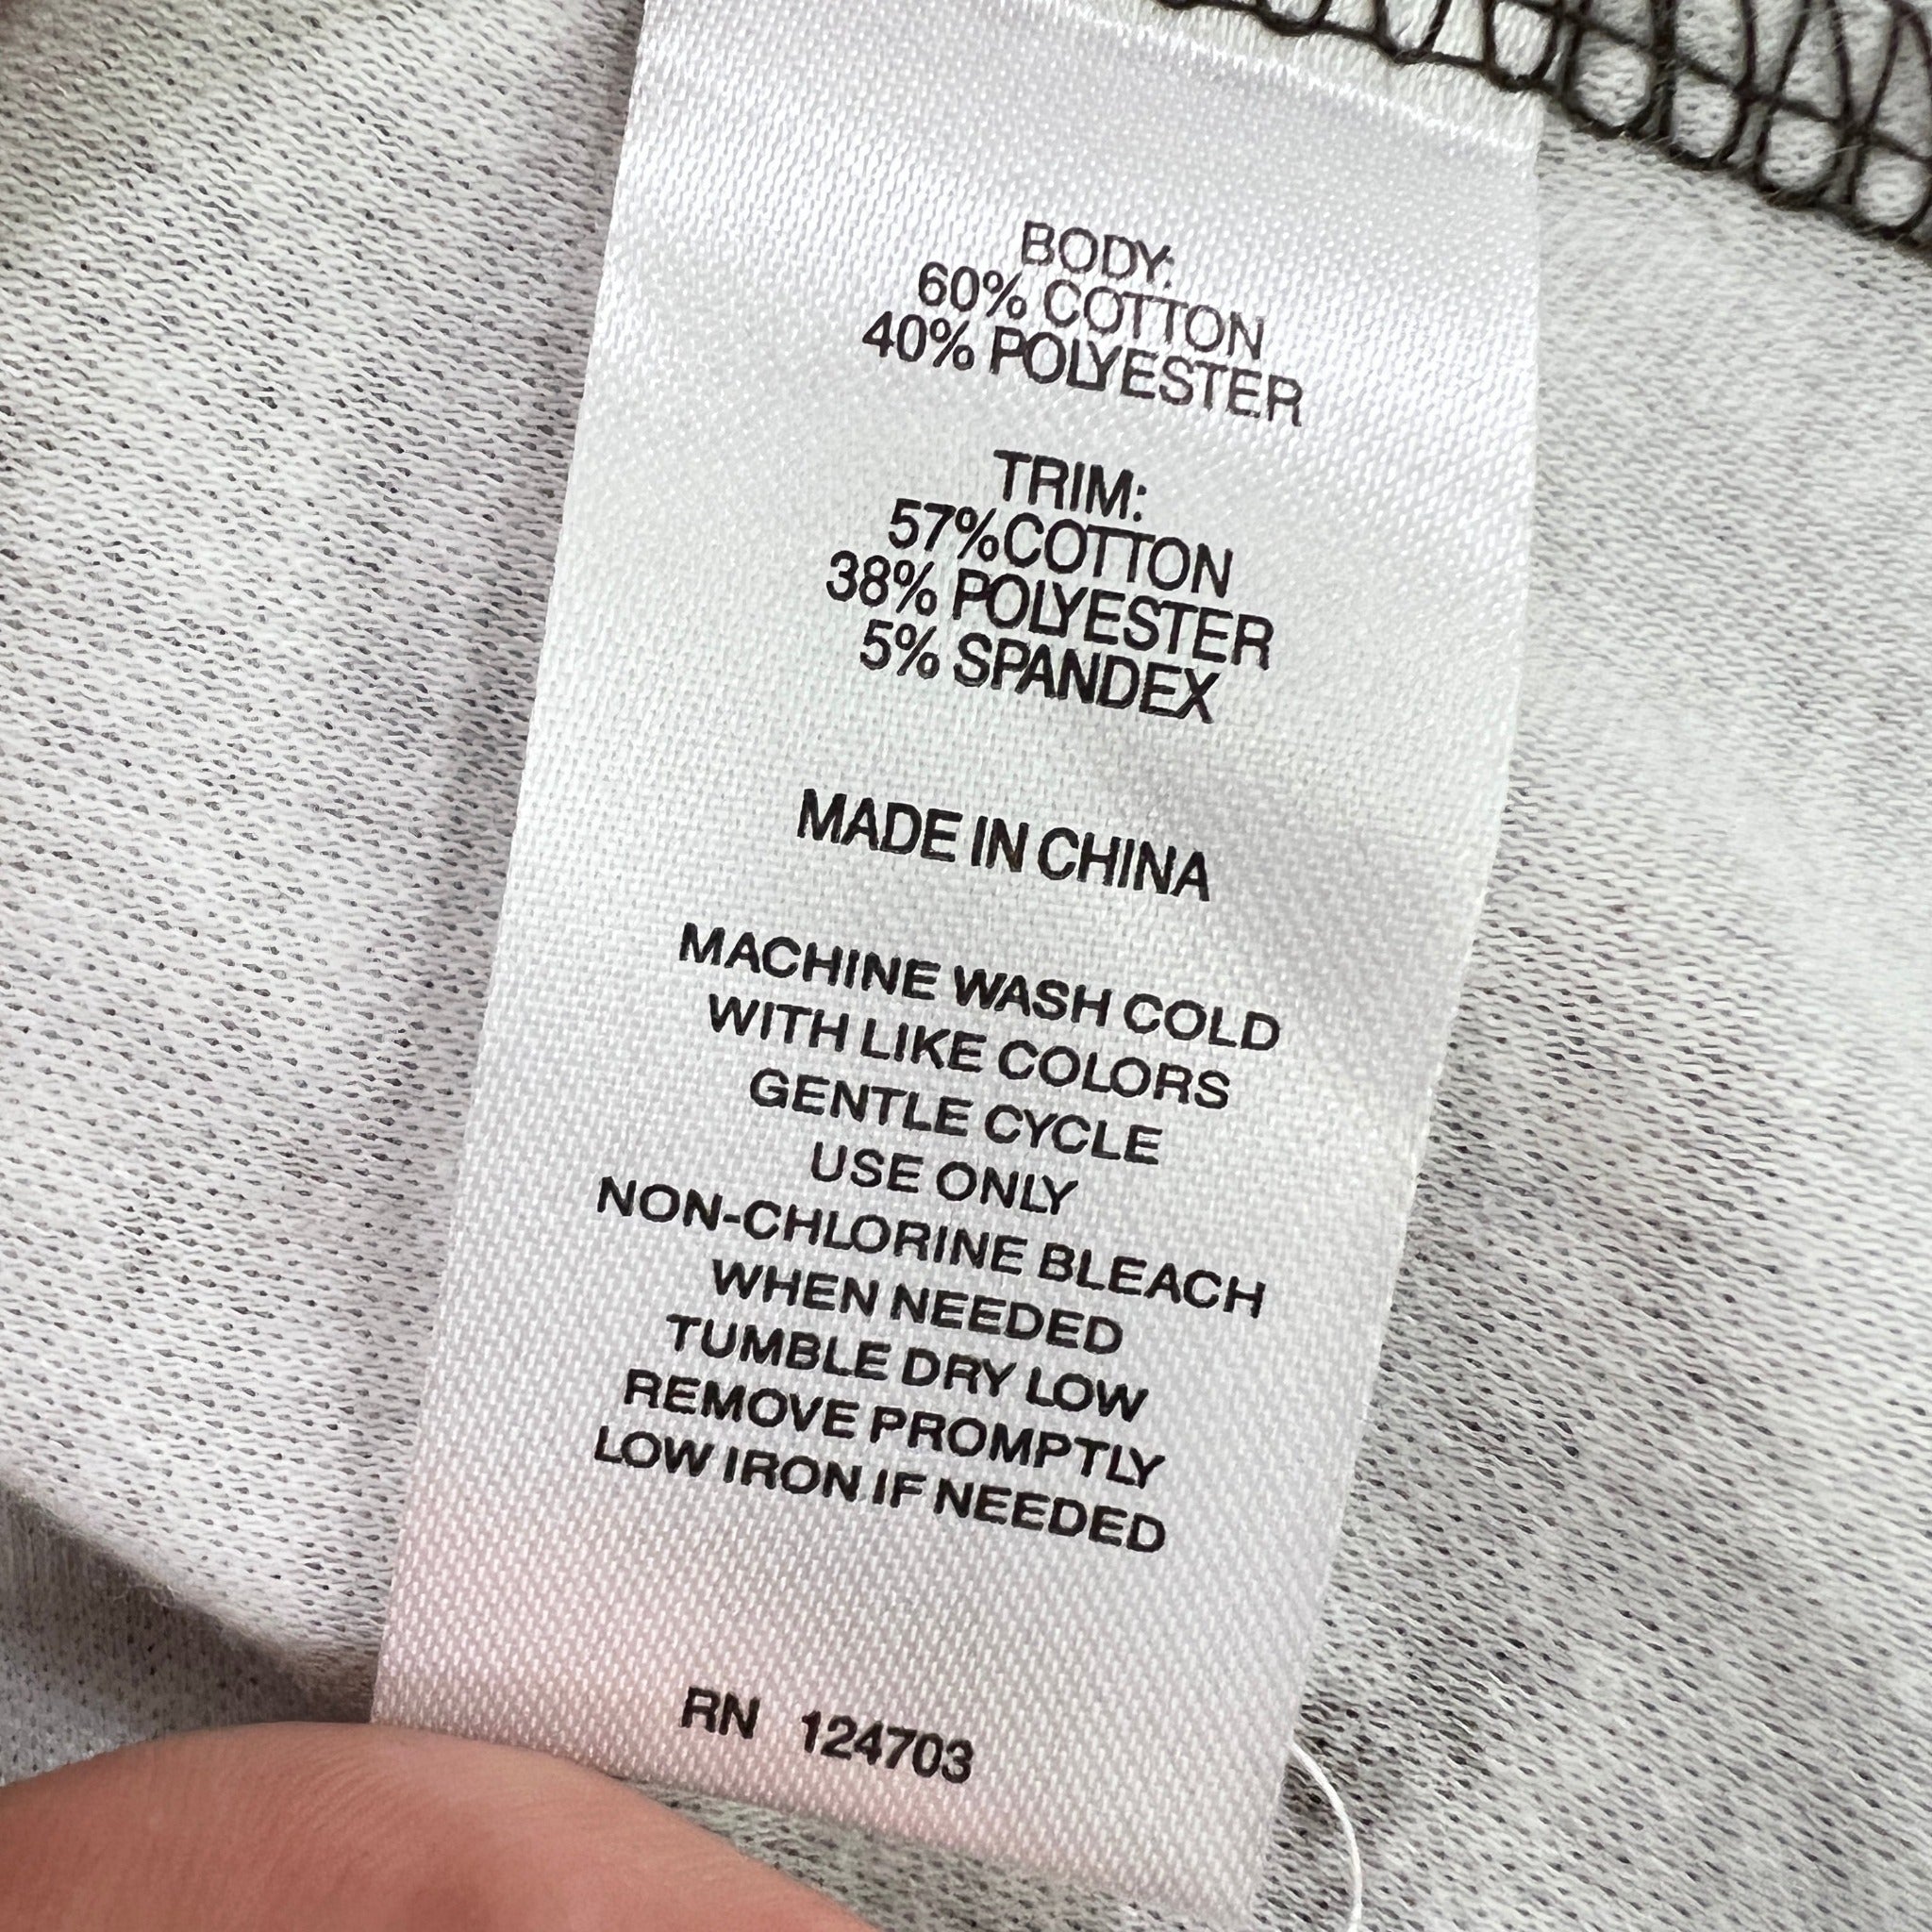 BODY:
60% COTTON
40% POLYESTER
TRIM:
57%COTTON
38% POLYESTER
5% SPANDEX
MADE IN CHINA
MACHINE WASH COLD
WITH LIKE COLORS
GENTLE CYCLE
USE ONLY
NON-CHLORINE BLEACH
WHEN NEEDED
TUMBLE DRY LOW
REMOVE PROMPTLY
LOW IRON IF NEEDED
RN 124703